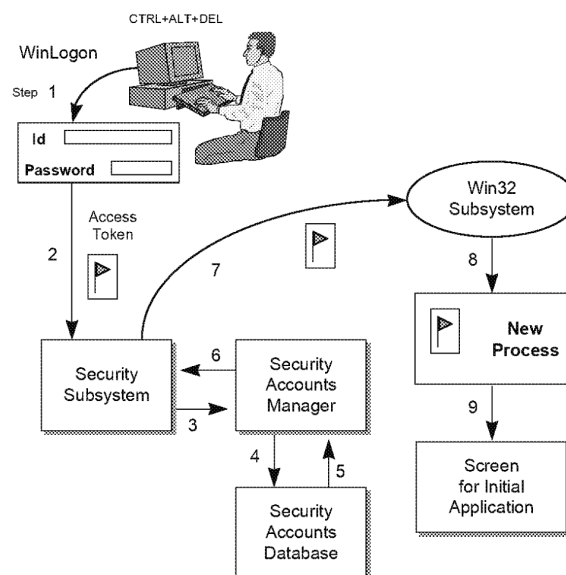 CTRL+ALT+DEL
WinLogon
Step 1
Id
Password
2
Access
Token
7
Win32
Subsystem
8
New
Process
Security
Subsystem
6
3
Security
Accounts
Manager
9
4
5
Screen
for Initial
Application
Security
Accounts
Database